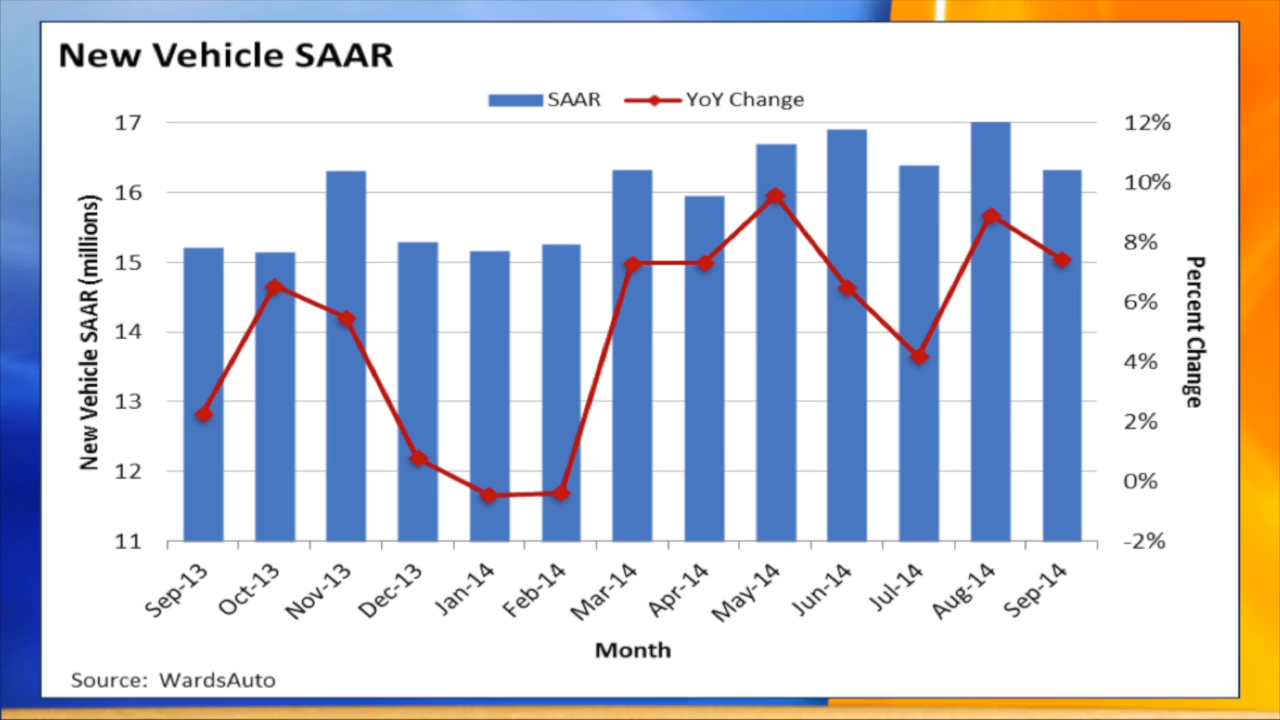 New Vehicle SAAR
SAAR YoY Change
17
16
15
14
13
12
11
New Vehicle SAAR (millions)
12%
10%
8%
6%
4%
2%
0%
-2%
Percent Change
Sep-13 Oct-13 Nov-13 Dec-13 Jan-14 Feb-14 Mar-14 Apr-14 May-14 Jun-14 Jul-14 Aug-14 Sep-14
Month
Source: WardsAuto